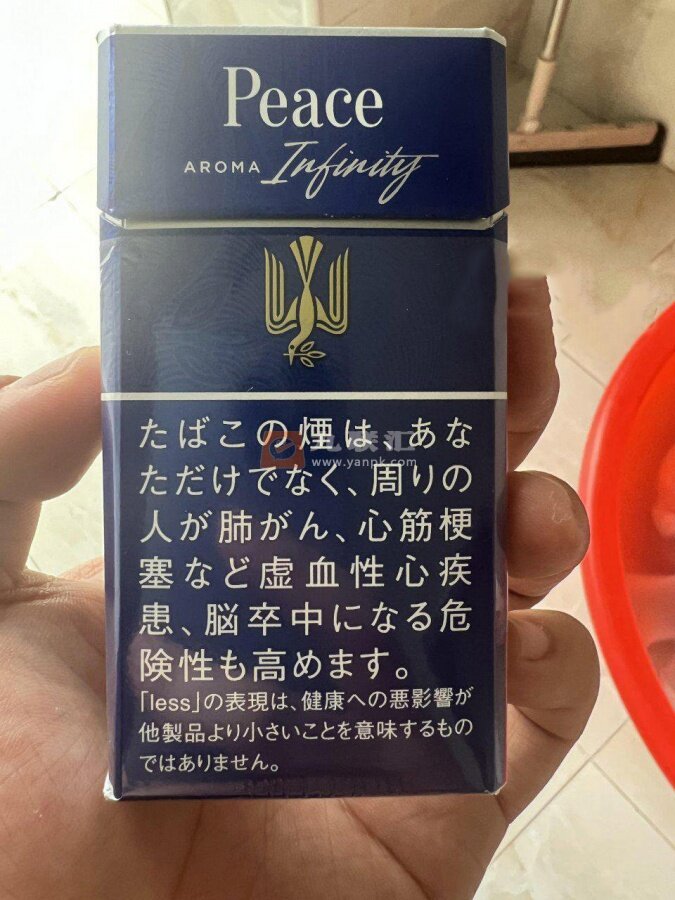 Peace
AROMA Infinity
たばこの煙は、あな
ただけでなく、周りの
人が肺がん、心筋梗
塞など虚血性心疾
患、脳卒中になる危
険性も高めます。
「less」の表現は、健康への悪影響が
他製品より小さいことを意味するもの
ではありません。
www.yanpk.com